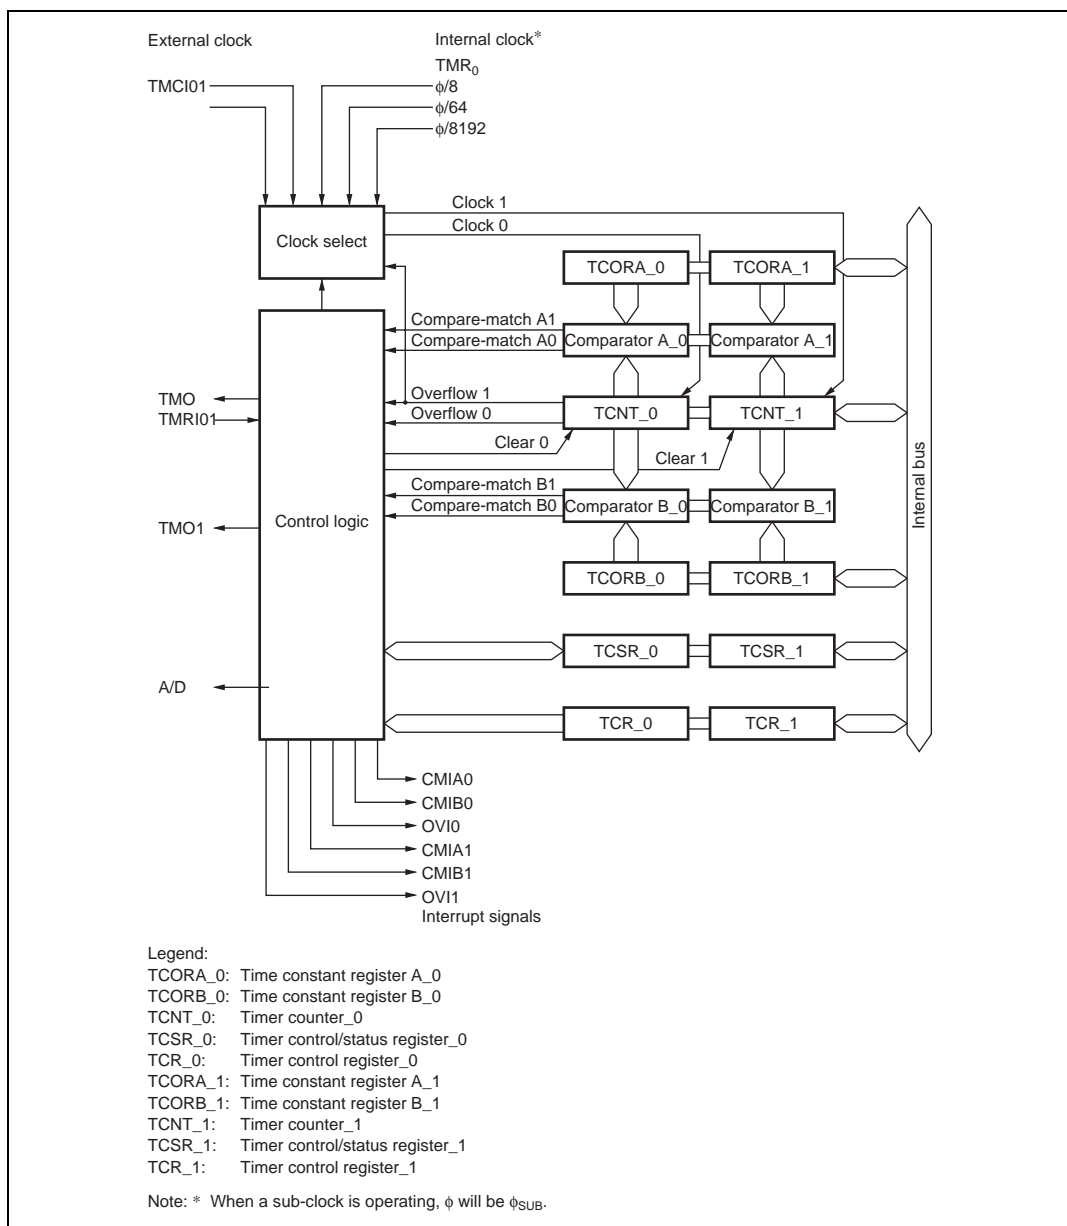 External clock
Internal clock*
TMR0
TMCI01
φ/8
φ/64
φ/8192
Clock 1
Clock 0
Clock select
TCORA_0
TCORA_1
Compare-match A1
Compare-match A0
Comparator A_0
Comparator A_1
TMO
TMRI01
Overflow 1
Overflow 0
TCNT_0
TCNT_1
Clear 0
Clear 1
Compare-match B1
Compare-match B0
Comparator B_0
Comparator B_1
TMO1
Control logic
Internal bus
TCORB_0
TCORB_1
TCSR_0
TCSR_1
A/D
TCR_0
TCR_1
CMIA0
CMIB0
OVI0
CMIA1
CMIB1
OVI1
Interrupt signals
Legend:
TCORA_0: Time constant register A_0
TCORB_0: Time constant register B_0
TCNT_0: Timer counter_0
TCSR_0: Timer control/status register_0
TCR_0: Timer control register_0
TCORA_1: Time constant register A_1
TCORB_1: Time constant register B_1
TCNT_1: Timer counter_1
TCSR_1: Timer control/status register_1
TCR_1: Timer control register_1
Note: * When a sub-clock is operating, φ will be φSUB.